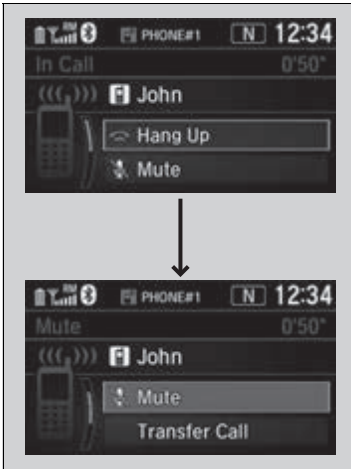 PHONE#1 N 12:34
In Call 0'50"
John
Hang Up
Mute
PHONE#1 N 12:34
Mute 0'50"
John
Mute
Transfer Call